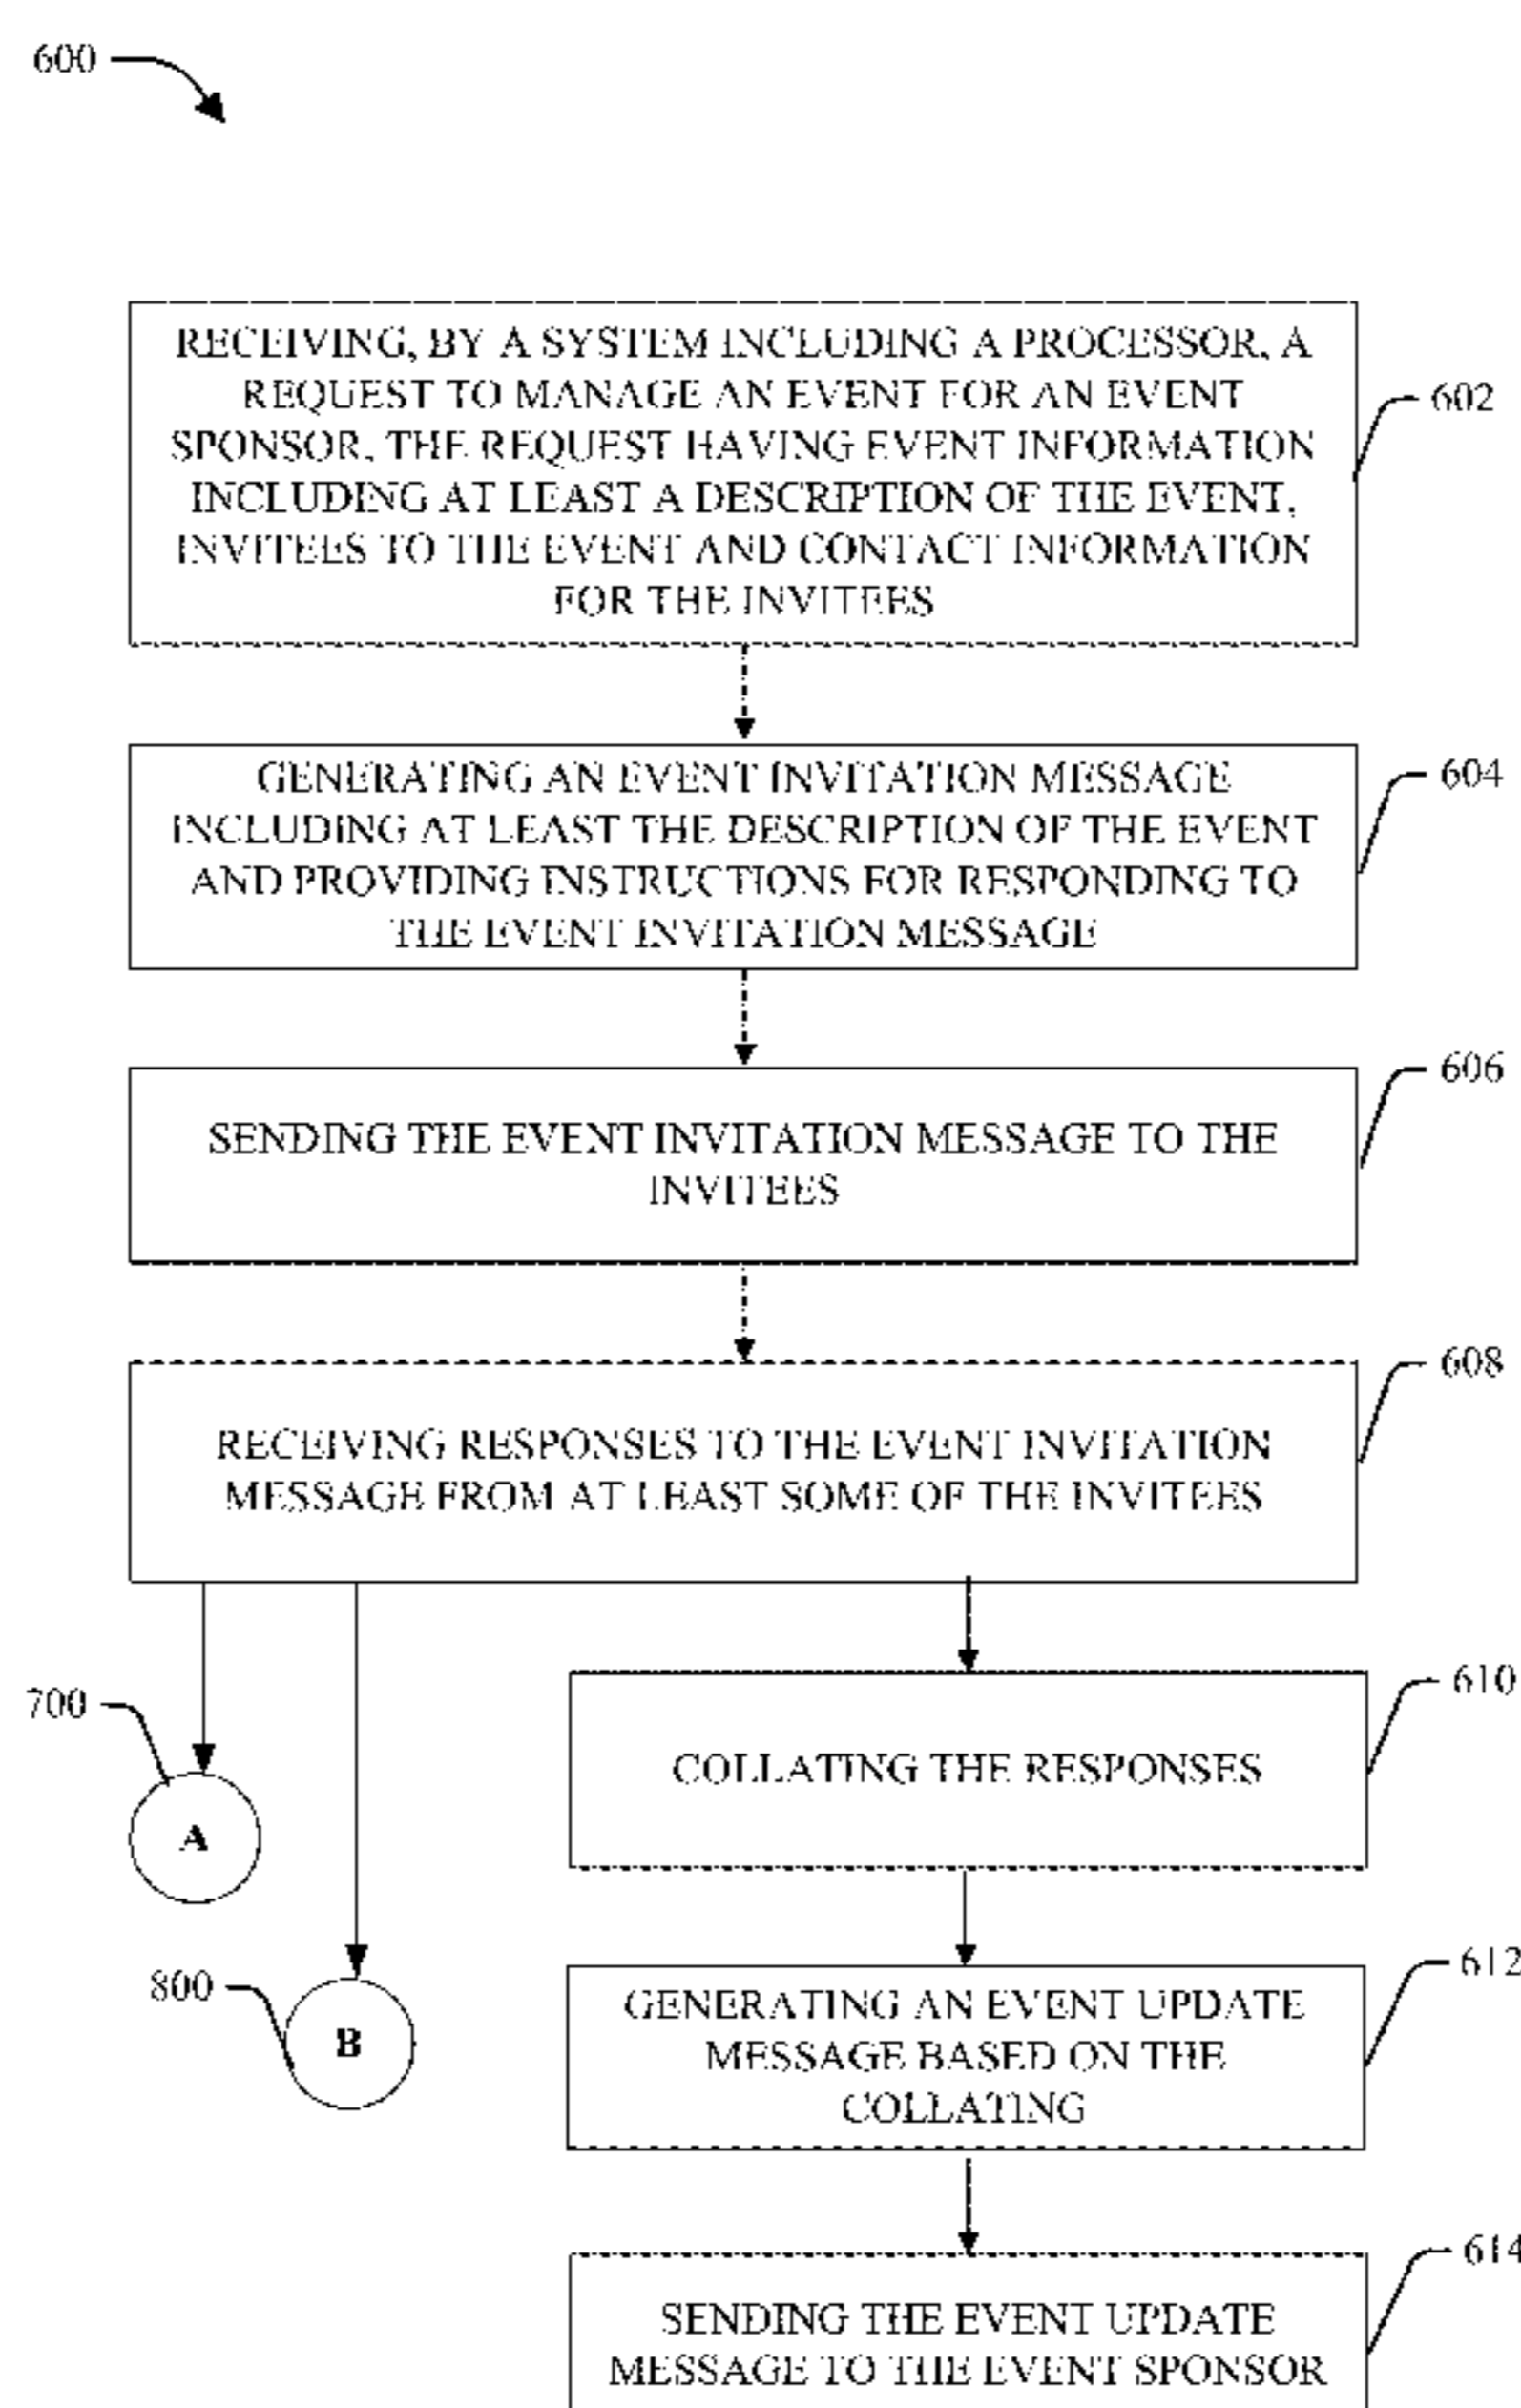 600
RECEIVING, BY A SYSTEM INCLUDING A PROCESSOR, A
REQUEST TO MANAGE AN EVENT FOR AN EVENT
SPONSOR, THE REQUEST HAVING EVENT INFORMATION
INCLUDING AT LEAST A DESCRIPTION OF THE EVENT,
INVITEES TO THE EVENT AND CONTACT INFORMATION
FOR THE INVITEES
602
GENERATING AN EVENT INVITATION MESSAGE
INCLUDING AT LEAST THE DESCRIPTION OF THE EVENT
AND PROVIDING INSTRUCTIONS FOR RESPONDING TO
THE EVENT INVITATION MESSAGE
604
SENDING THE EVENT INVITATION MESSAGE TO THE
INVITEES
606
RECEIVING RESPONSES TO THE EVENT INVITATION
MESSAGE FROM AT LEAST SOME OF THE INVITEES
608
700
A
800
B
COLLATING THE RESPONSES
610
GENERATING AN EVENT UPDATE
MESSAGE BASED ON THE
COLLATING
612
SENDING THE EVENT UPDATE
MESSAGE TO THE EVENT SPONSOR
614